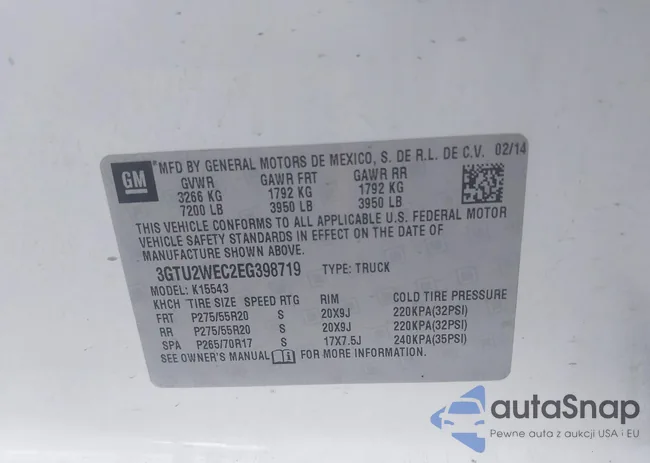 GM
MFD BY GENERAL MOTORS DE MEXICO, S. DE R.L. DE C.V. 02/14
GVWR GAWR FRT GAWR RR
3266 KG 1792 KG 1792 KG
7200 LB 3950 LB 3950 LB
THIS VEHICLE CONFORMS TO ALL APPLICABLE U.S. FEDERAL MOTOR
VEHICLE SAFETY STANDARDS IN EFFECT ON THE DATE OF
MANUFACTURE SHOWN ABOVE.
3GTU2WEC2EG398719 TYPE: TRUCK
MODEL: K15543
KHCH TIRE SIZE SPEED RTG RIM COLD TIRE PRESSURE
FRT P275/55R20 S 20X9J 220KPA(32PSI)
RR P275/55R20 S 20X9J 220KPA(32PSI)
SPA P265/70R17 S 17X7.5J 240KPA(35PSI)
SEE OWNER'S MANUAL FOR MORE INFORMATION.
autaSnap
Pewne auta z aukcji USA i EU